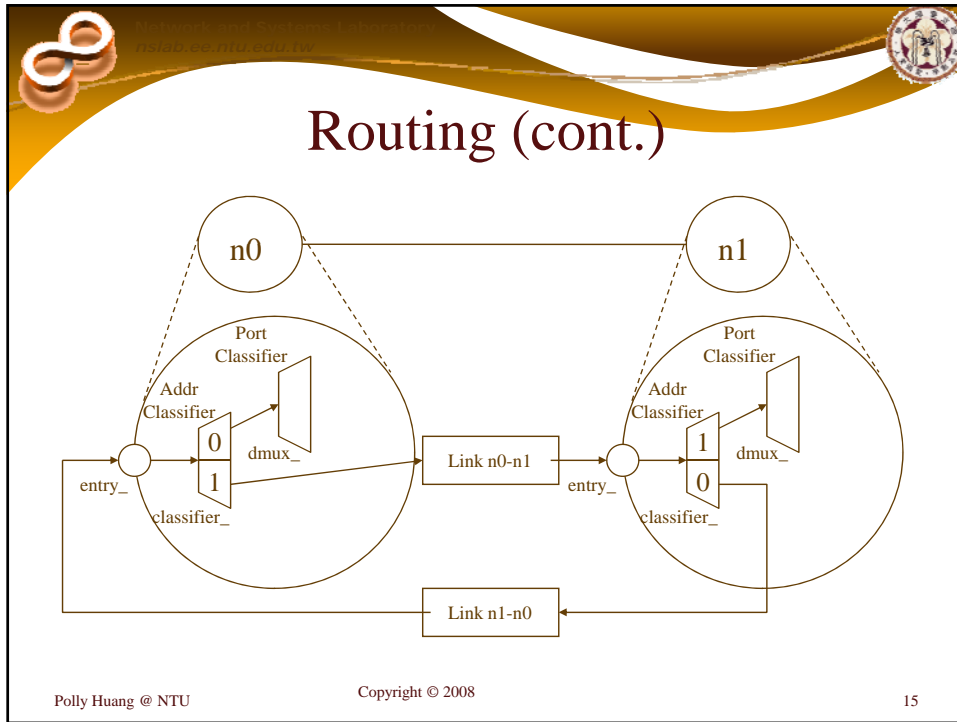 Networks and Systems Laboratory
nslab.ee.ntu.edu.tw
Routing (cont.)
n0
n1
Port
Classifier
Addr
Classifier
0
1
dmux_
entry_
classifier_
Link n0-n1
Port
Classifier
Addr
Classifier
1
0
dmux_
entry_
classifier_
Link n1-n0
Polly Huang @ NTU
Copyright © 2008
15